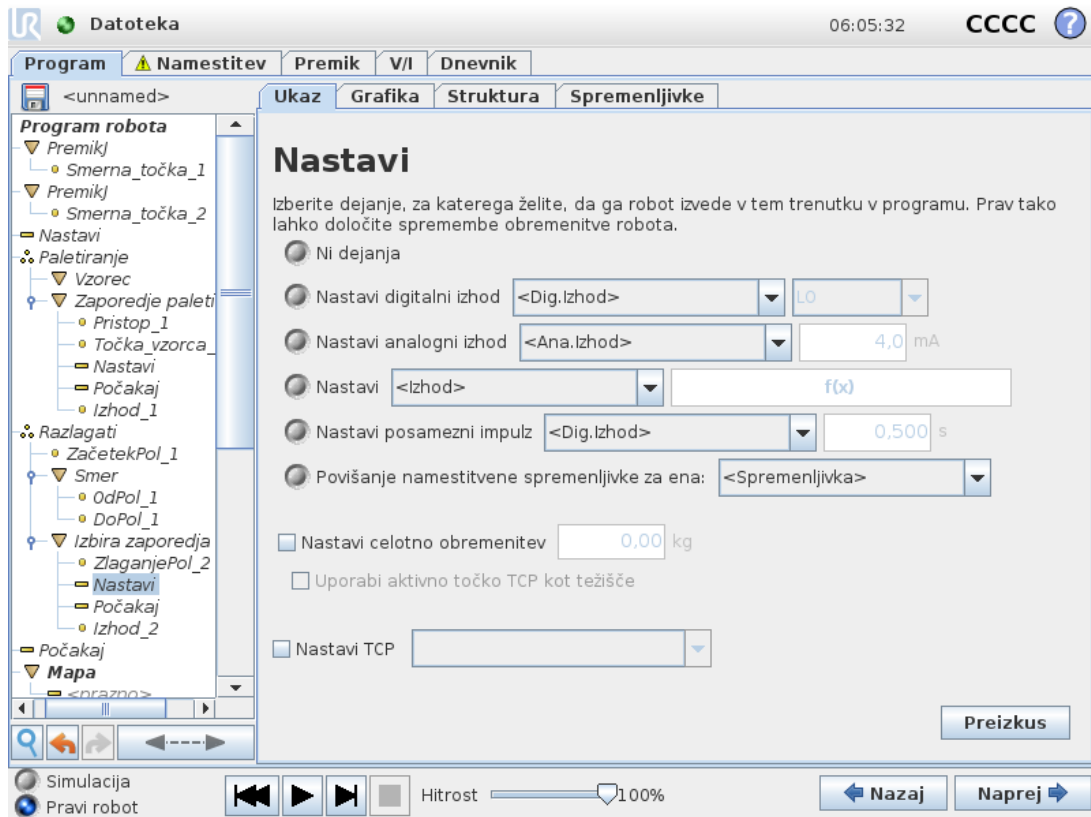 UR Datoteka 06:05:32 CCCC ?
Program Namestitev Premik V/I Dnevnik
<unnamed>
Ukaz Grafika Struktura Spremenljivke
Program robota
PremikJ
Smerna_točka_1
PremikJ
Smerna_točka_2
Nastavi
Paletiranje
Vzorec
Zaporedje paleti
Pristop_1
Točka_vzorca_
Nastavi
Počakaj
Izhod_1
Razlagati
ZačetekPol_1
Smer
OdPol_1
DoPol_1
Izbira zaporedja
ZlaganjePol_2
Nastavi
Počakaj
Izhod_2
Počakaj
Mapa
<prazno>
Nastavi
Izberite dejanje, za katerega želite, da ga robot izvede v tem trenutku v programu. Prav tako
lahko določite spremembe obremenitve robota.
Ni dejanja
Nastavi digitalni izhod <Dig.Izhod> LO
Nastavi analogni izhod <Ana.Izhod> 4,0 mA
Nastavi <Izhod> f(x)
Nastavi posamezni impulz <Dig.Izhod> 0,500 s
Povišanje namestitvene spremenljivke za ena: <Spremenljivka>
Nastavi celotno obremenitev 0,00 kg
Uporabi aktivno točko TCP kot težišče
Nastavi TCP
Preizkus
Simulacija
Pravi robot
Hitrost 100%
Nazaj Naprej